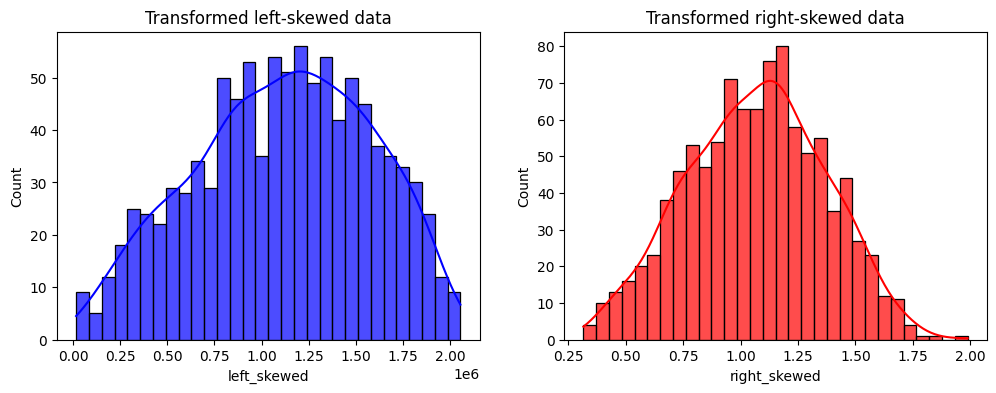 Transformed left-skewed data
Count
50
40
30
20
10
0
0.00 0.25 0.50 0.75 1.00 1.25 1.50 1.75 2.00
1e6
left_skewed
Transformed right-skewed data
Count
80
70
60
50
40
30
20
10
0
0.25 0.50 0.75 1.00 1.25 1.50 1.75 2.00
right_skewed